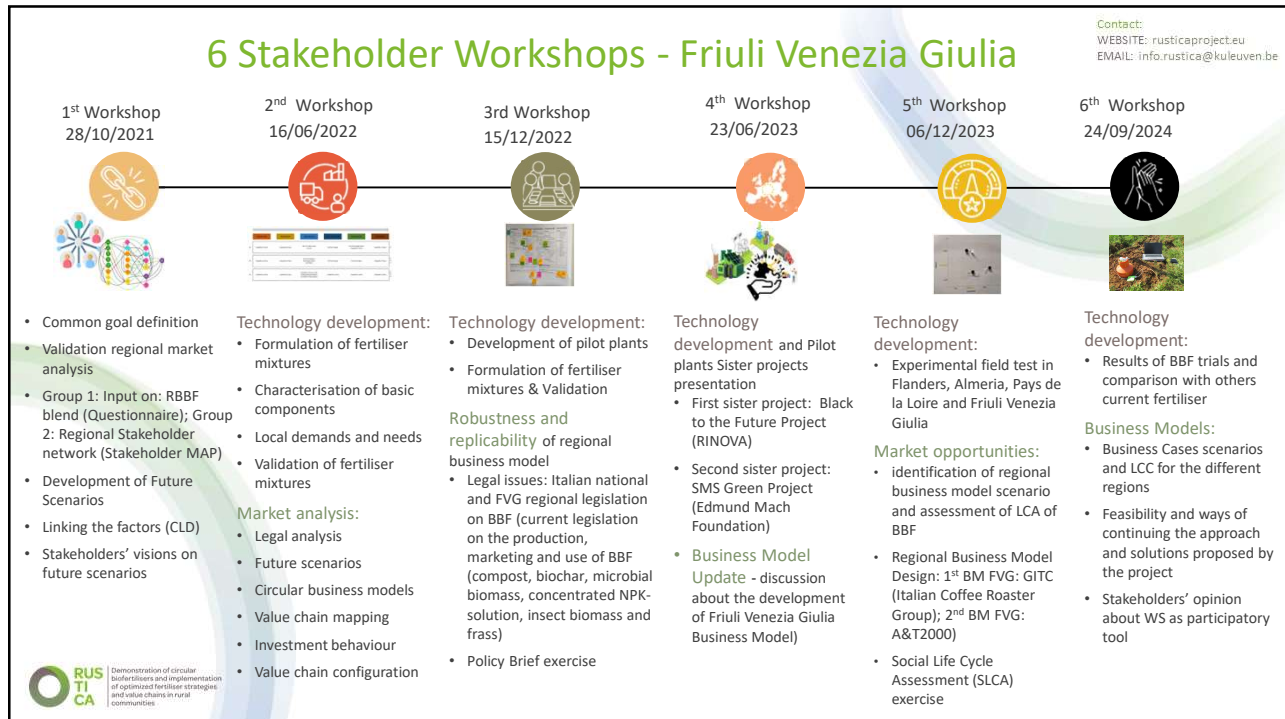 6 Stakeholder Workshops - Friuli Venezia Giulia
Contact:
WEBSITE: rusticaproject.eu
EMAIL: info.rustica@kuleuven.be
1st Workshop
28/10/2021
2nd Workshop
16/06/2022
3rd Workshop
15/12/2022
4th Workshop
23/06/2023
5th Workshop
06/12/2023
6th Workshop
24/09/2024
• Common goal definition
• Validation regional market
analysis
• Group 1: Input on: RBBF
blend (Questionnaire); Group
2: Regional Stakeholder
network (Stakeholder MAP)
• Development of Future
Scenarios
• Linking the factors (CLD)
• Stakeholders' visions on
future scenarios
Technology development:
• Formulation of fertiliser
mixtures
• Characterisation of basic
components
• Local demands and needs
• Validation of fertiliser
mixtures
Market analysis:
• Legal analysis
• Future scenarios
• Circular business models
• Value chain mapping
• Investment behaviour
• Value chain configuration
Technology development:
• Development of pilot plants
• Formulation of fertiliser
mixtures & Validation
Robustness and
replicability of regional
business model
• Legal issues: Italian national
and FVG regional legislation
on BBF (current legislation
on the production,
marketing and use of BBF
(compost, biochar, microbial
biomass, concentrated NPK-
solution, insect biomass and
frass)
• Policy Brief exercise
Technology
development and Pilot
plants Sister projects
presentation
• First sister project: Black
to the Future Project
(RINOVA)
• Second sister project:
SMS Green Project
(Edmund Mach
Foundation)
• Business Model
Update - discussion
about the development
of Friuli Venezia Giulia
Business Model)
Technology
development:
• Experimental field test in
Flanders, Almeria, Pays de
la Loire and Friuli Venezia
Giulia
Market opportunities:
• identification of regional
business model scenario
and assessment of LCA of
BBF
• Regional Business Model
Design: 1st BM FVG: GITC
(Italian Coffee Roaster
Group); 2nd BM FVG:
A&T2000)
• Social Life Cycle
Assessment (SLCA)
exercise
Technology
development:
• Results of BBF trials and
comparison with others
current fertiliser
Business Models:
• Business Cases scenarios
and LCC for the different
regions
• Feasibility and ways of
continuing the approach
and solutions proposed by
the project
• Stakeholders' opinion
about WS as participatory
tool
RUS
TI
CA
Demonstration of circular
biofertilisers and implementation
of optimized fertiliser strategies
and value chains in rural
communities